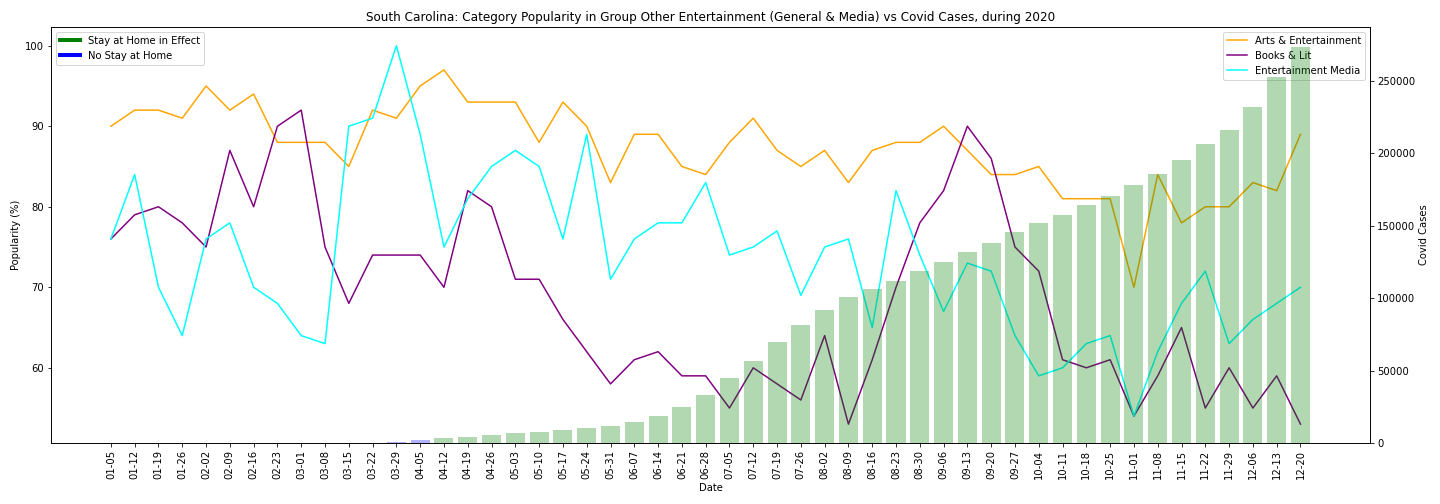 South Carolina: Category Popularity in Group Other Entertainment (General & Media) vs Covid Cases, during 2020
Stay at Home in Effect
No Stay at Home
Arts & Entertainment
Books & Lit
Entertainment Media
Popularity (%)
100
90
80
70
60
Covid Cases
250000
200000
150000
100000
50000
0
01-05 01-12 01-19 01-26 02-02 02-09 02-16 02-23 03-01 03-08 03-15 03-22 03-29 04-05 04-12 04-19 04-26 05-03 05-10 05-17 05-24 05-31 06-07 06-14 06-21 06-28 07-05 07-12 07-19 07-26 08-02 08-09 08-16 08-23 08-30 09-06 09-13 09-20 09-27 10-04 10-11 10-18 10-25 11-01 11-08 11-15 11-22 11-29 12-06 12-13 12-20
Date